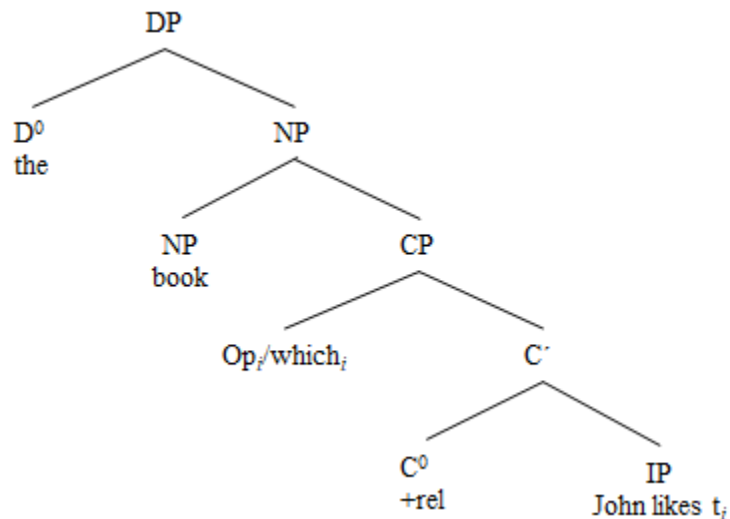 DP
D⁰ NP
the
NP CP
book
Opᵢ/whichᵢ C´
C⁰ IP
+rel John likes tᵢ